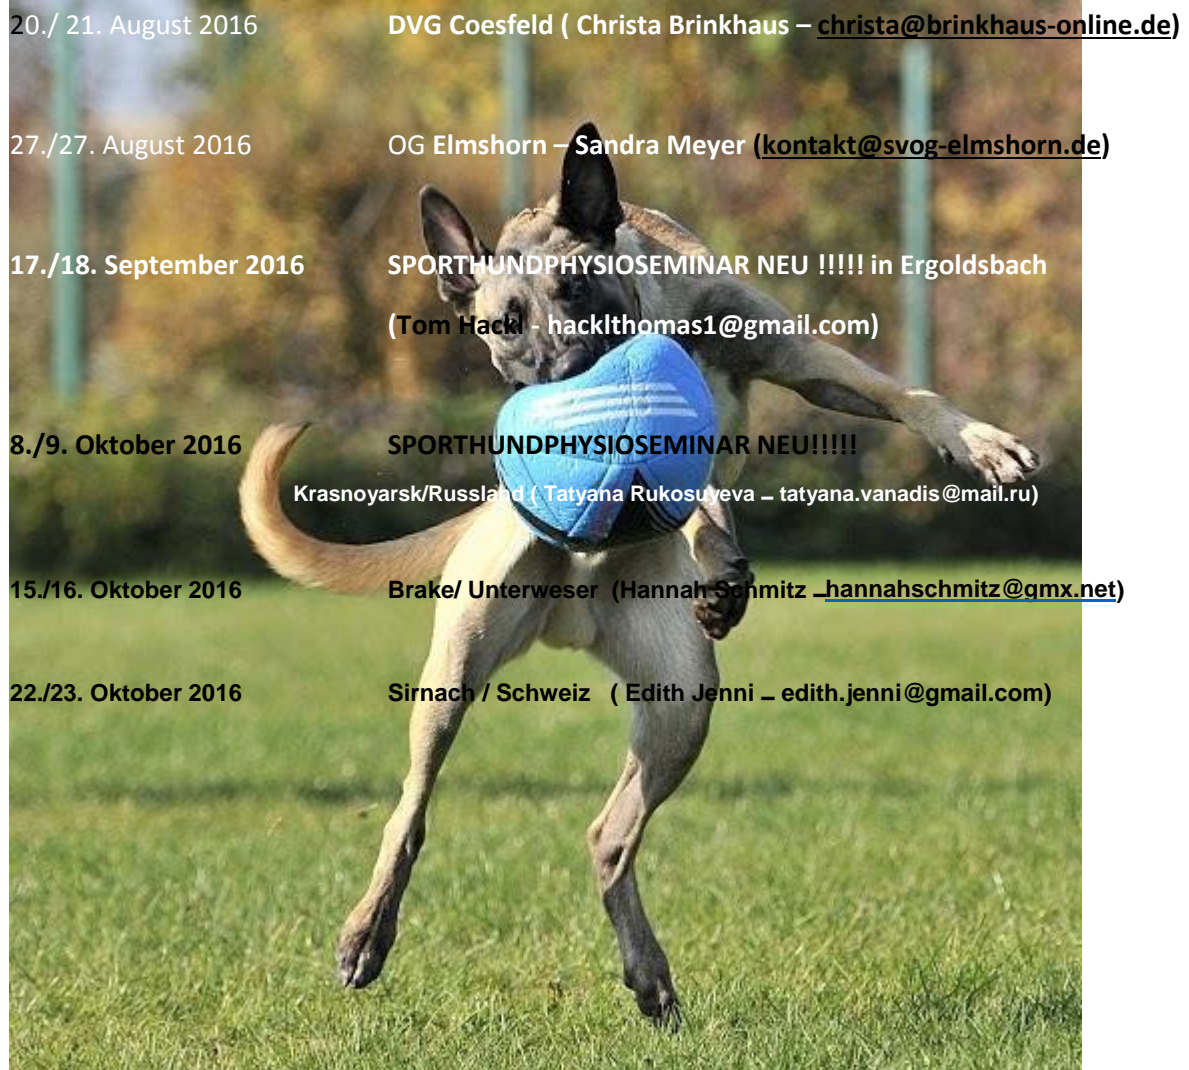 20./ 21. August 2016 DVG Coesfeld ( Christa Brinkhaus – christa@brinkhaus-online.de)
27./27. August 2016 OG Elmshorn – Sandra Meyer (kontakt@svog-elmshorn.de)
17./18. September 2016 SPORTHUNDPHYSIOSEMINAR NEU !!!!! in Ergoldsbach
(Tom Hackl - hacklthomas1@gmail.com)
8./9. Oktober 2016 SPORTHUNDPHYSIOSEMINAR NEU!!!!!
Krasnoyarsk/Russland ( Tatyana Rukosuyeva – tatyana.vanadis@mail.ru)
15./16. Oktober 2016 Brake/ Unterweser (Hannah Schmitz –hannahschmitz@gmx.net)
22./23. Oktober 2016 Sirnach / Schweiz ( Edith Jenni – edith.jenni@gmail.com)